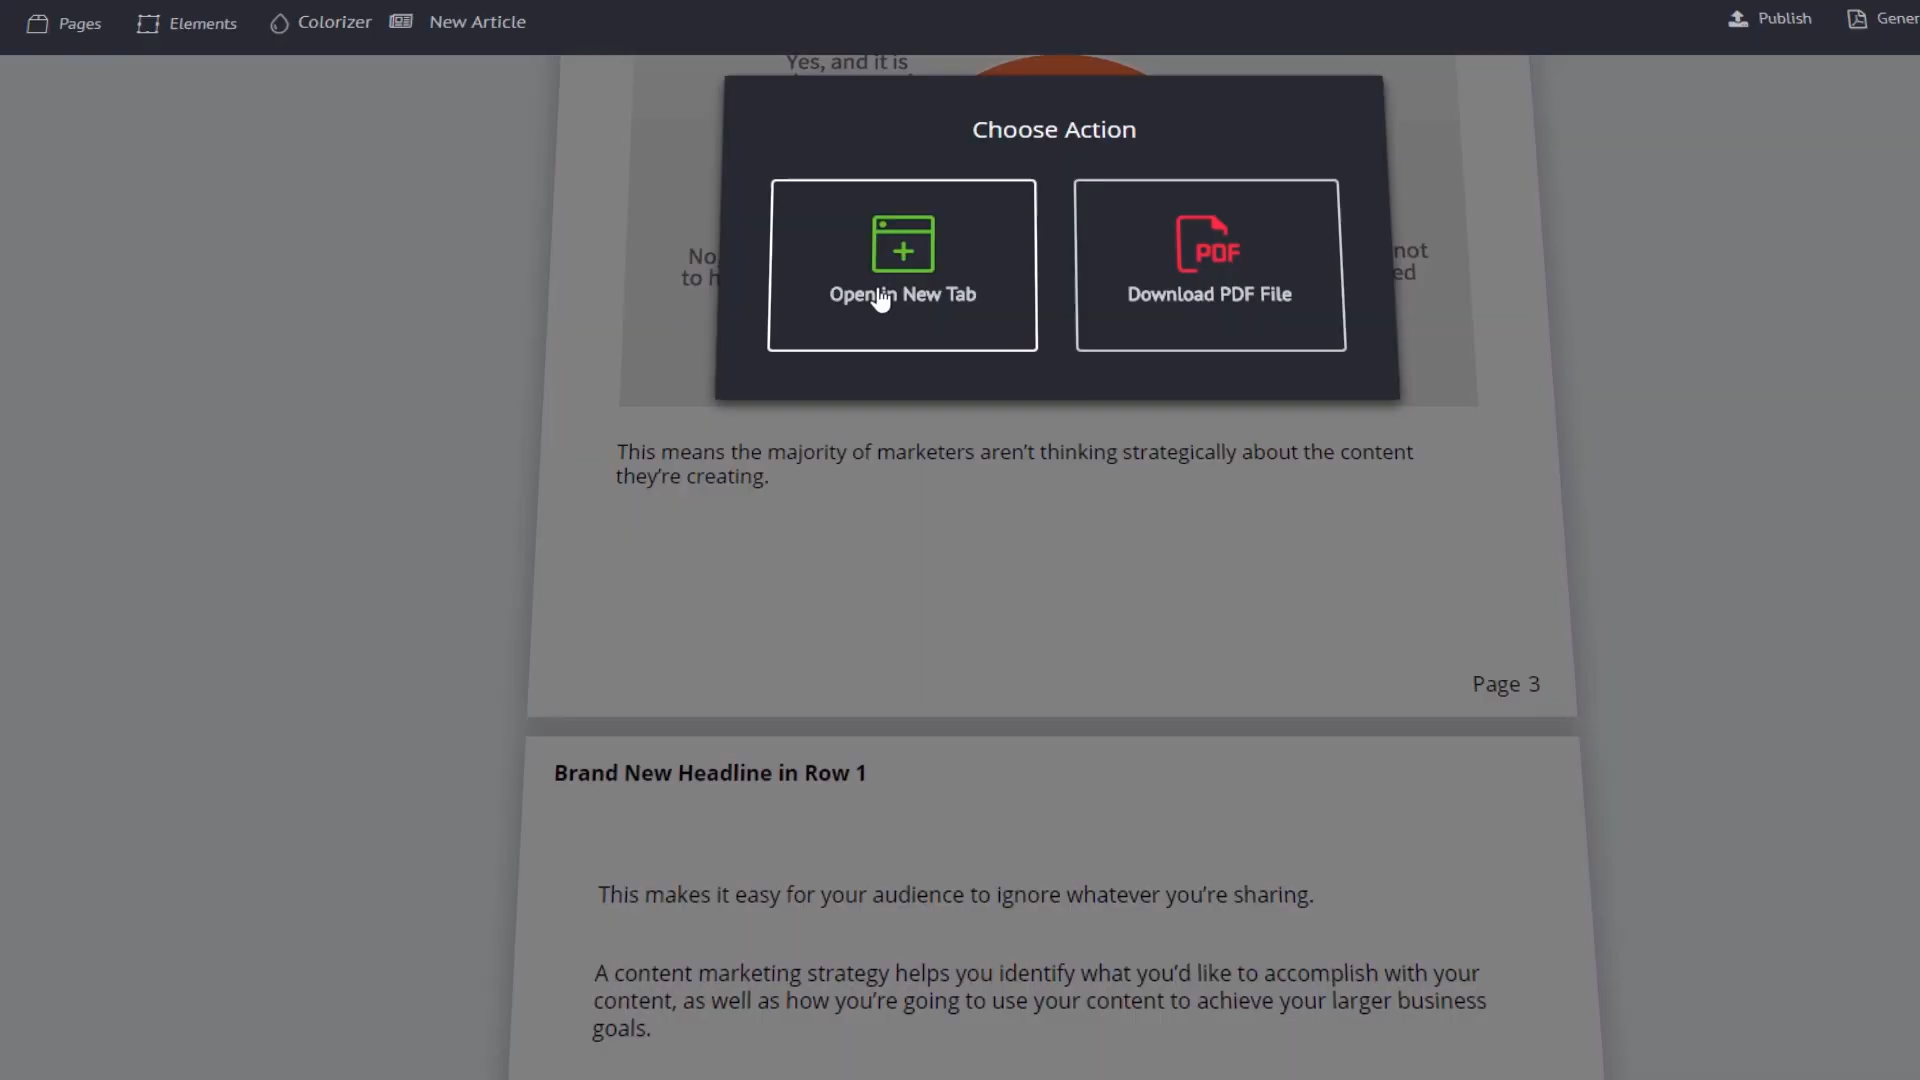 Pages
Elements
Colorizer
New Article
Publish
Yes, and it is
Choose Action
Open in New Tab
Download PDF File
No,
to
not
This means the majority of marketers aren't thinking strategically about the content
they're creating.
Page 3
Brand New Headline in Row 1
This makes it easy for your audience to ignore whatever you're sharing.
A content marketing strategy helps you identify what you'd like to accomplish with your
content, as well as how you're going to use your content to achieve your larger business
goals.